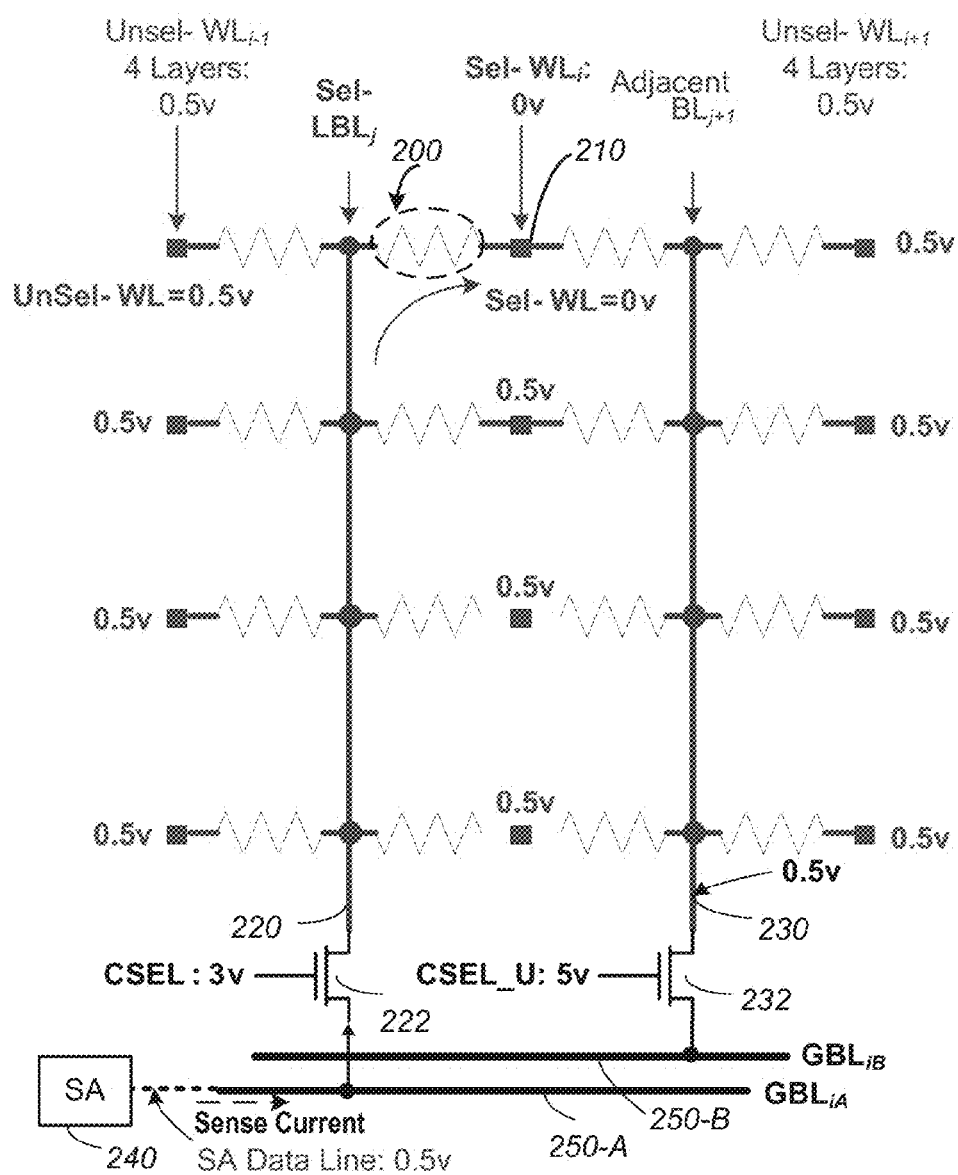 Unsel- WLi-1
4 Layers:
0.5v
Sel-
LBLj
Sel- WLi:
0v
Adjacent
BLj+1
Unsel- WLi+1
4 Layers:
0.5v
200
210
0.5v
UnSel- WL=0.5v
Sel- WL=0v
0.5v
0.5v
0.5v
0.5v
0.5v
0.5v
0.5v
0.5v
0.5v
0.5v
220
230
CSEL : 3v
CSEL_U: 5v
222
232
GBLiB
SA
GBLiA
Sense Current
250-B
240
SA Data Line: 0.5v
250-A